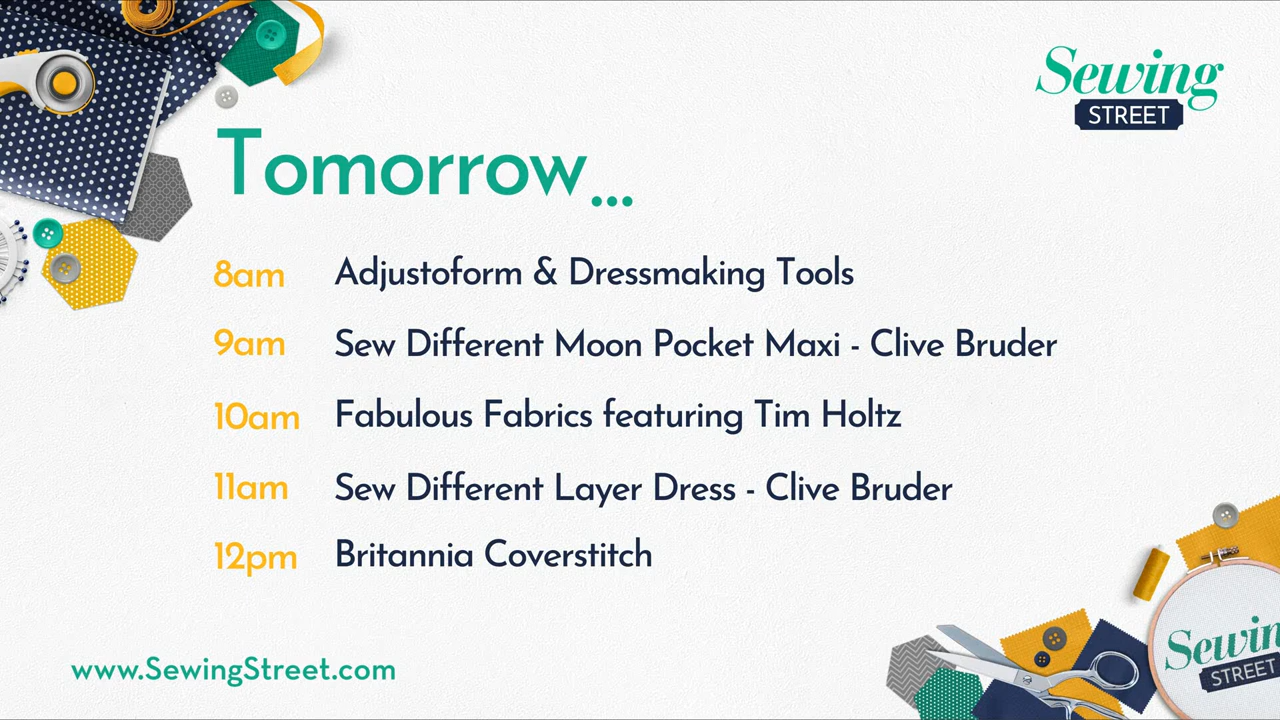 Sewing
STREET
Tomorrow...
8am Adjustoform & Dressmaking Tools
9am Sew Different Moon Pocket Maxi - Clive Bruder
10am Fabulous Fabrics featuring Tim Holtz
11am Sew Different Layer Dress - Clive Bruder
12pm Britannia Coverstitch
www.SewingStreet.com
Sewin
STREET